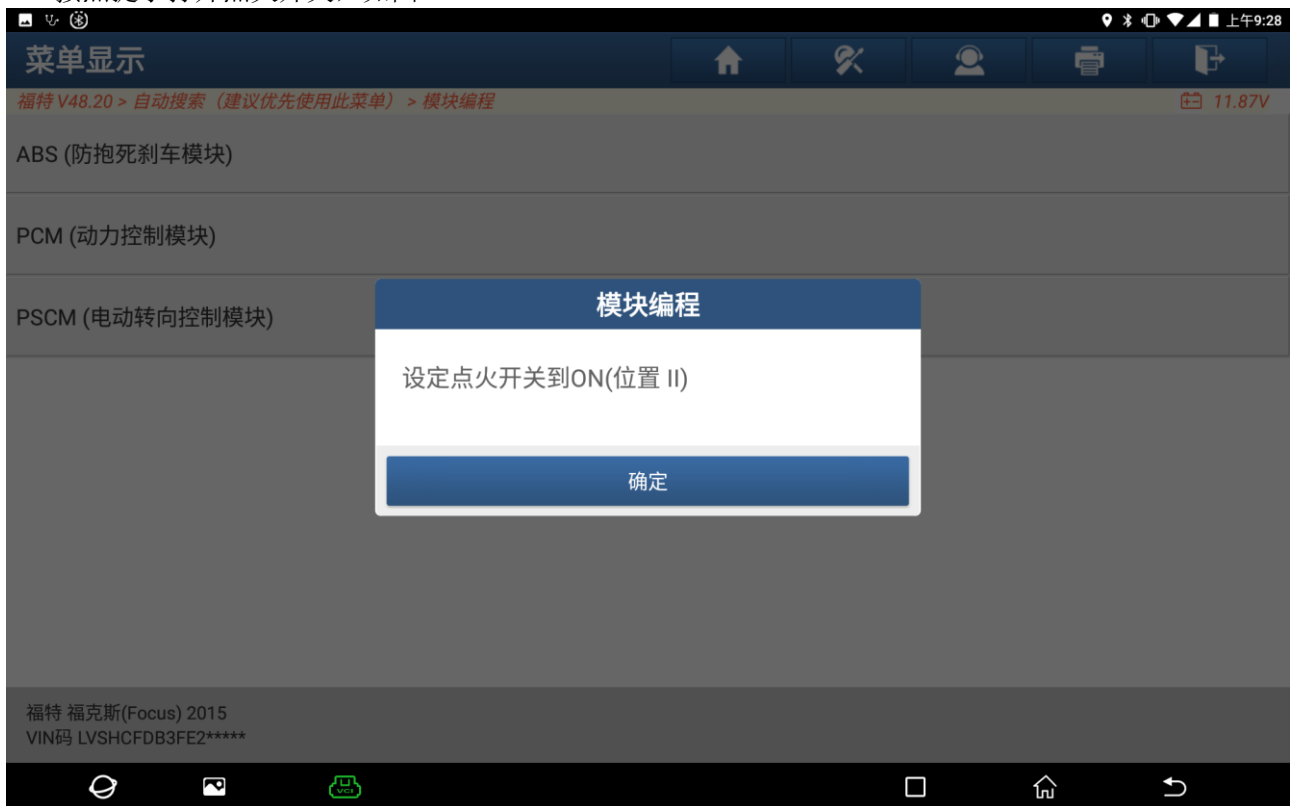 上午9:28
菜单显示
福特 V48.20 > 自动搜索（建议优先使用此菜单）> 模块编程
11.87V
ABS (防抱死刹车模块)
PCM (动力控制模块)
PSCM (电动转向控制模块)
模块编程
设定点火开关到ON(位置 II)
确定
福特 福克斯(Focus) 2015
VIN码 LVSHCFDB3FE2*****
VCI